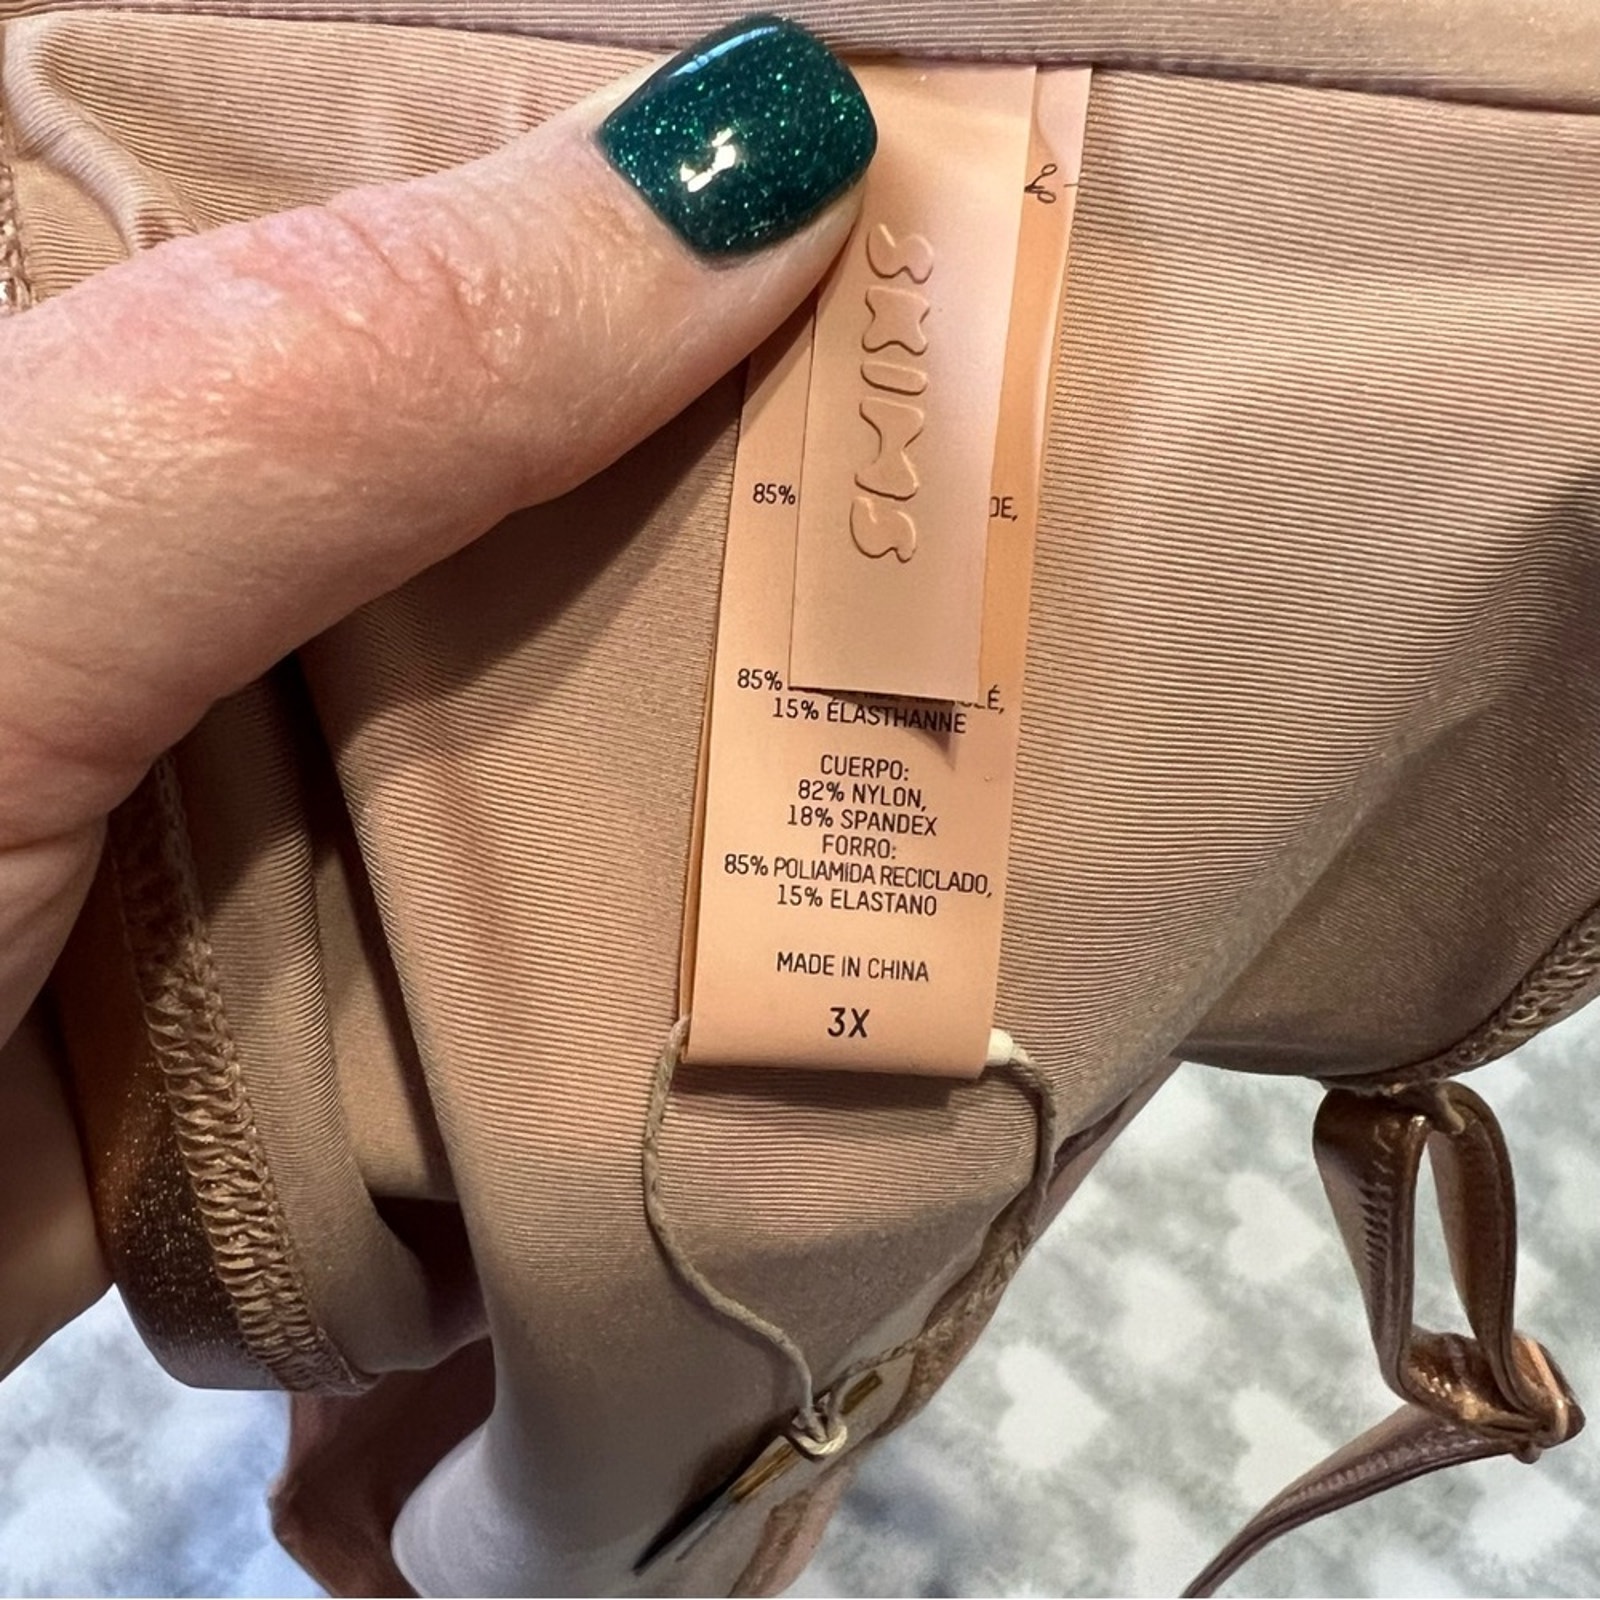 SKIMS
85%
DE,
85%
LÉ,
15% ÉLASTHANNE
CUERPO:
82% NYLON,
18% SPANDEX
FORRO:
85% POLIAMIDA RECICLADO,
15% ELASTANO
MADE IN CHINA
3X